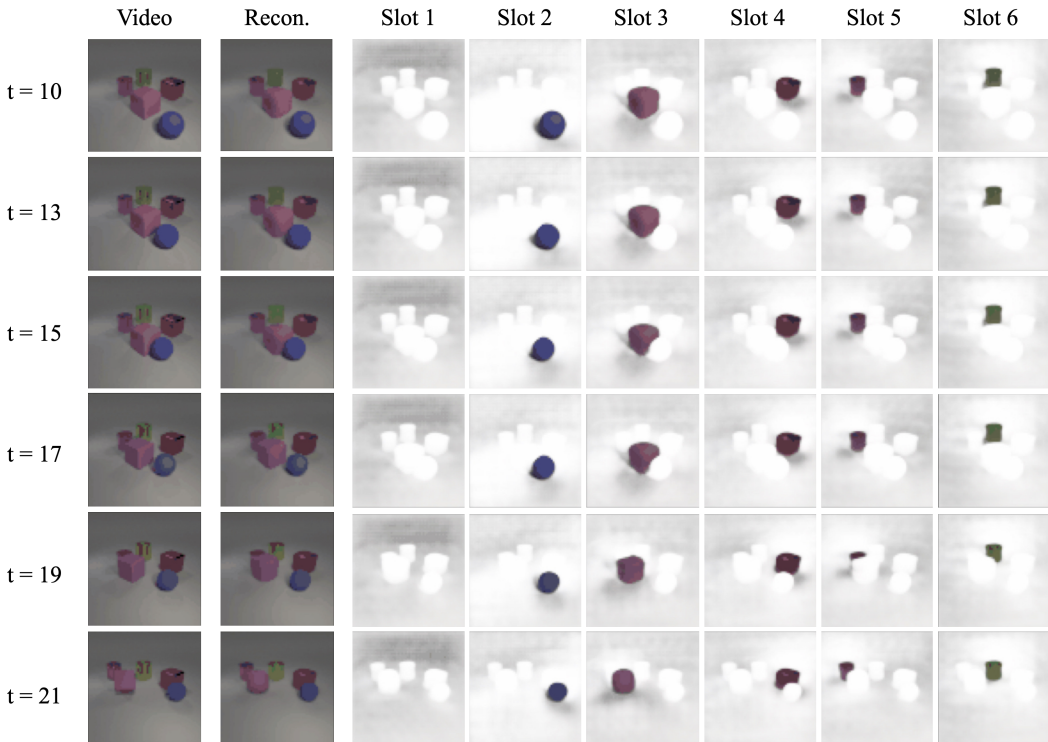 Video Recon. Slot 1 Slot 2 Slot 3 Slot 4 Slot 5 Slot 6
t = 10
t = 13
t = 15
t = 17
t = 19
t = 21